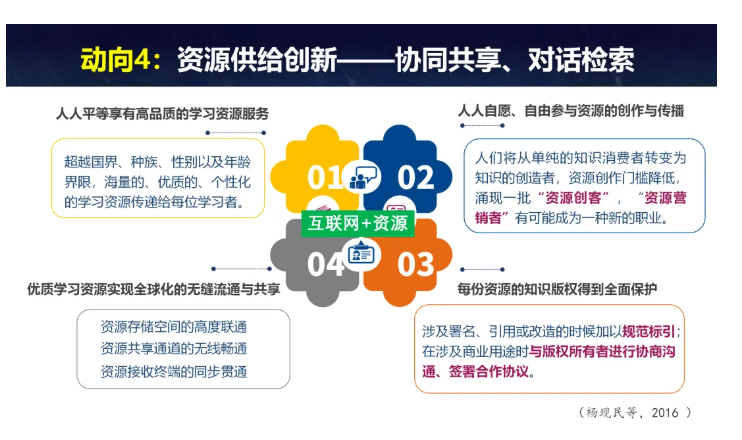 动向4：资源供给创新——协同共享、对话检索
人人平等享有高品质的学习资源服务
超越国界、种族、性别以及年龄
界限，海量的、优质的、个性化
的学习资源传递给每位学习者。
人人自愿、自由参与资源的创作与传播
人们将从单纯的知识消费者转变为
知识的创造者，资源创作门槛降低，
涌现一批“资源创客”，“资源营
销者”有可能成为一种新的职业。
01
02
互联网+资源
04
03
优质学习资源实现全球化的无缝流通与共享
资源存储空间的高度联通
资源共享通道的无线畅通
资源接收终端的同步贯通
每份资源的知识版权得到全面保护
涉及署名、引用或改造的时候加以规范标引；
在涉及商业用途时与版权所有者进行协商沟
通、签署合作协议。
（杨现民等，2016 ）